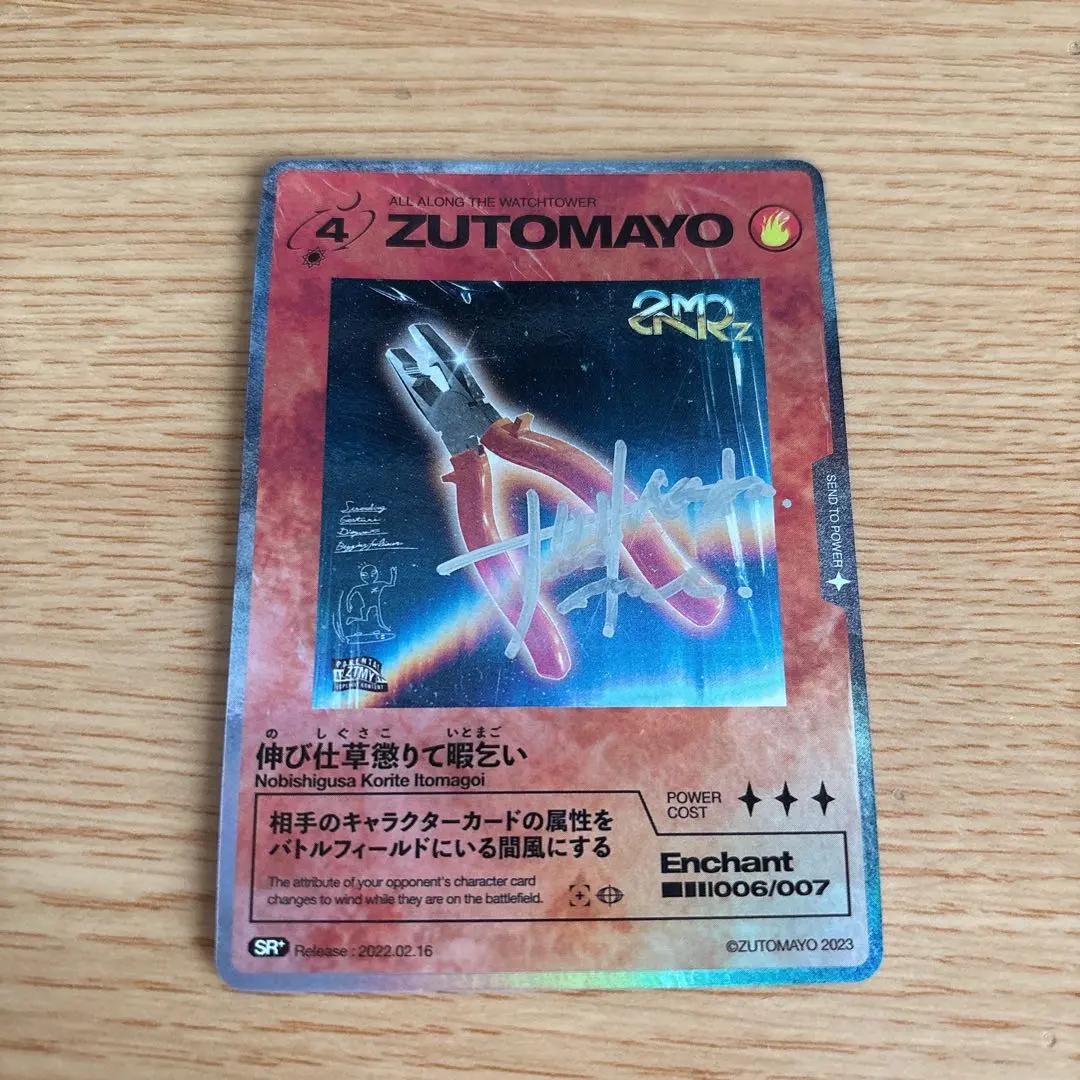 ALL ALONG THE WATCHTOWER
4 ZUTOMAYO
SEND TO POWER
ZTMY
の しぐさこ いとまご
伸び仕草懲りて暇乞い
Nobishigusa Korite Itomagoi
相手のキャラクターカードの属性を
バトルフィールドにいる間風にする
The attribute of your opponent's character card
changes to wind while they are on the battlefield.
POWER
COST
Enchant
006/007
SR+ Release : 2022.02.16
©ZUTOMAYO 2023